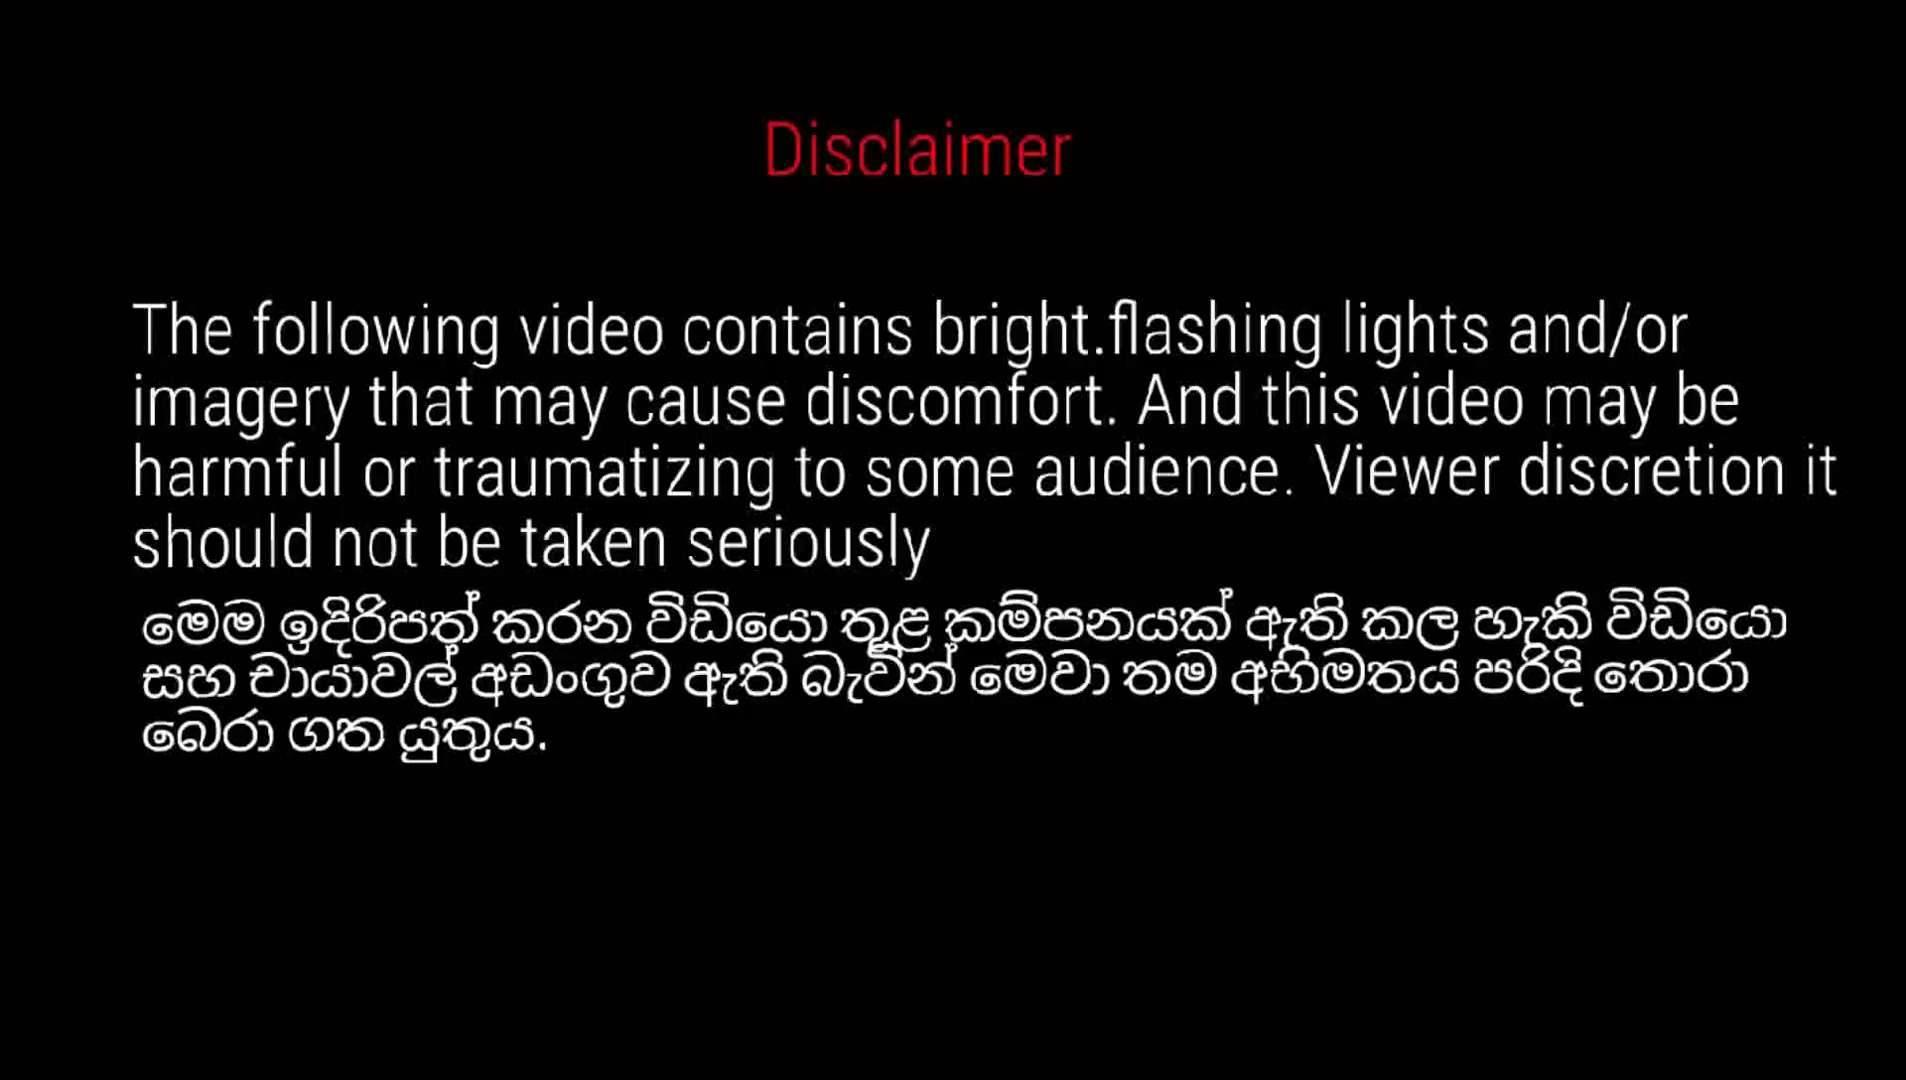 Disclaimer
The following video contains bright.flashing lights and/or
imagery that may cause discomfort. And this video may be
harmful or traumatizing to some audience. Viewer discretion it
should not be taken seriously
මෙම ඉදිරිපත් කරන විඩියො තූළ කම්පනයක් ඇති කල හැකි විඩියො
සහ චායාවල් අඩංගුව ඇති බැවින් මෙවා තම අභිමතය පරිදි තොරා
බෙරා ගත යුතුය.